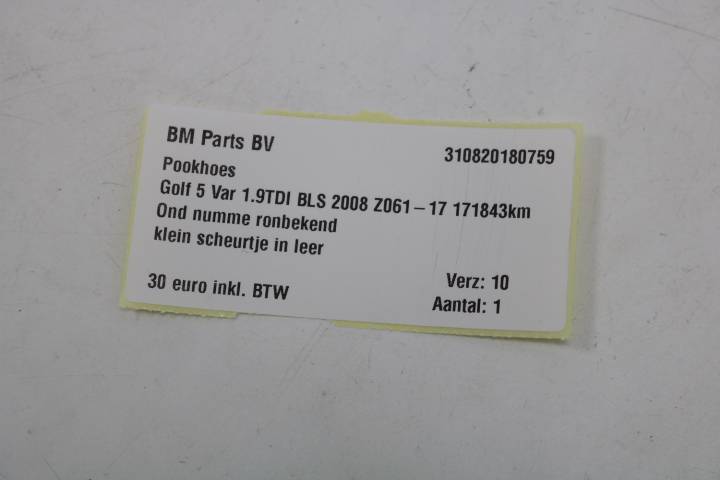 BM Parts BV
310820180759
Pookhoes
Golf 5 Var 1.9TDI BLS 2008 Z061-17 171843km
Ond numme ronbekend
klein scheurtje in leer
30 euro inkl. BTW
Verz: 10
Aantal: 1